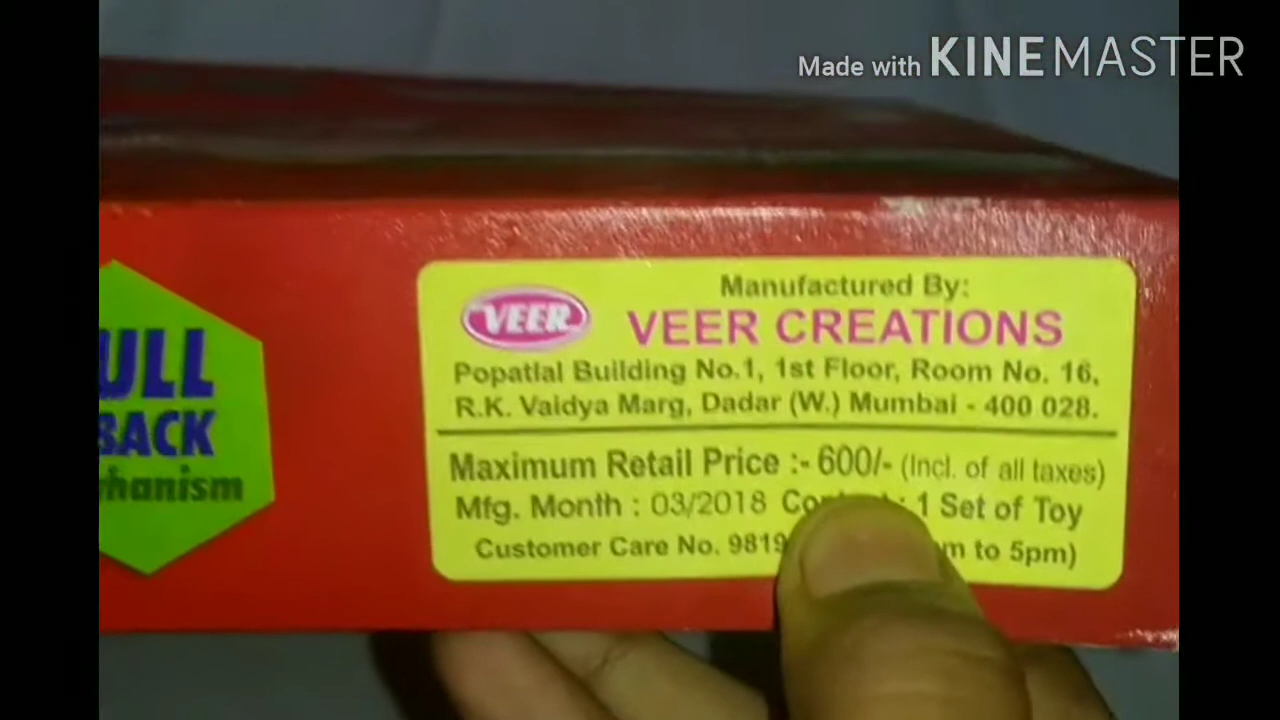 Made with KINEMASTER
Manufactured By:
VEER
VEER CREATIONS
Popatlal Building No.1, 1st Floor, Room No. 16,
R.K. Vaidya Marg, Dadar (W.) Mumbai - 400 028.
Maximum Retail Price :- 600/- (Incl. of all taxes)
Mfg. Month : 03/2018 : 1 Set of Toy
Customer Care No. 9819 to 5pm)
ULL
BACK
hanism